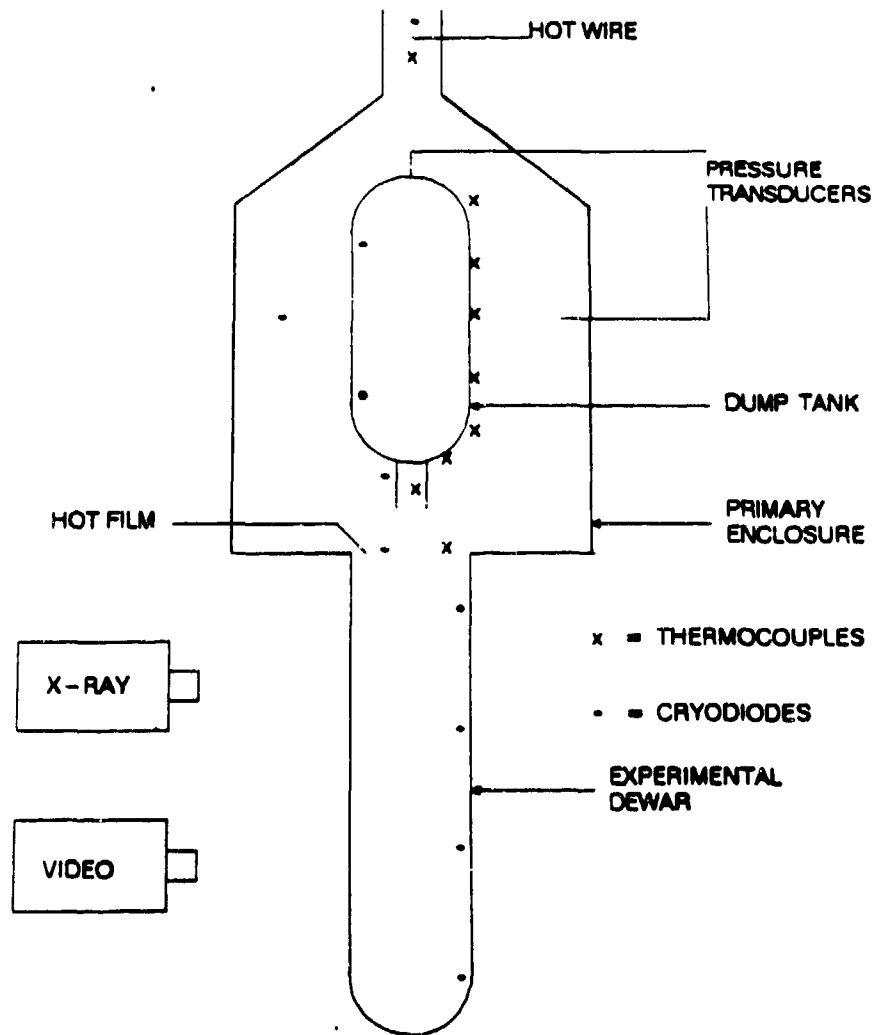 HOT WIRE
PRESSURE
TRANSDUCERS
DUMP TANK
PRIMARY
ENCLOSURE
HOT FILM
x = THERMOCOUPLES
X-RAY
- = CRYODIODES
EXPERIMENTAL
DEWAR
VIDEO